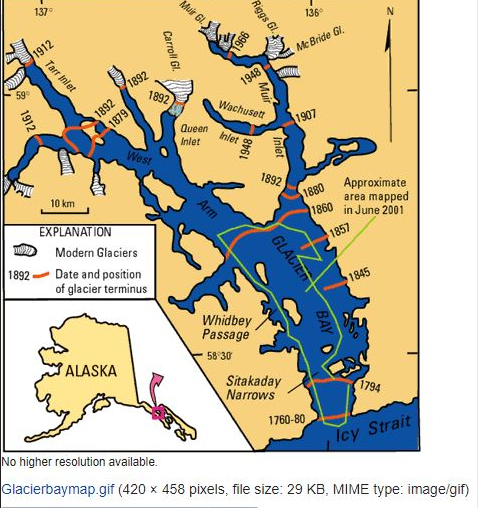 137°
136°
N
Muir Gl.
Riggs Gl.
McBride Gl.
1966
1948
1912
Tarr Inlet
Carroll Gl.
1892
1892
59°
Muir
Wachusett
1907
1892
1879
1912
Queen
Inlet
Inlet
1948
Inlet
West
1892
1880
Approximate
area mapped
in June 2001
1860
1857
10 km
Arm
EXPLANATION
Modern Glaciers
1892 Date and position
of glacier terminus
GLACIER
BAY
1845
Whidbey
Passage
58°30'
ALASKA
Sitakaday
Narrows
1794
1760-80
Icy Strait
No higher resolution available.
Glacierbaymap.gif (420 × 458 pixels, file size: 29 KB, MIME type: image/gif)